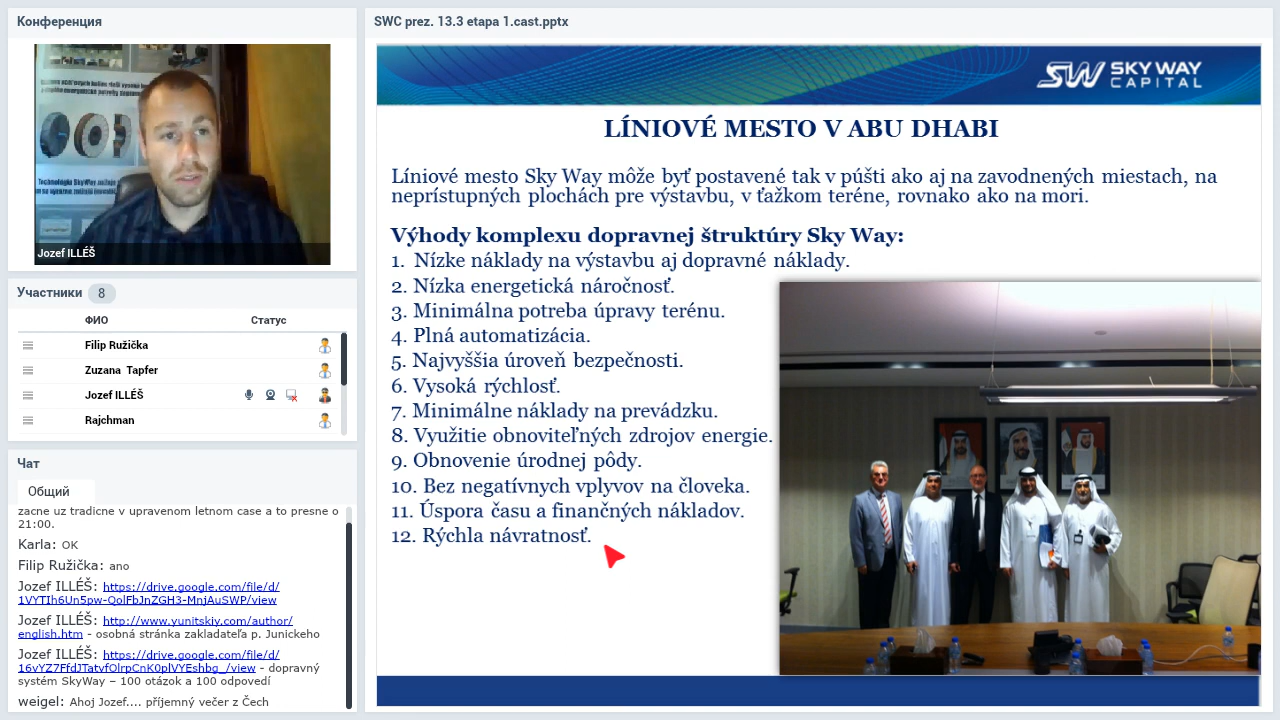 Конференция
Jozef ILLÉŠ
Участники 8
ФИО Статус
Filip Ružička
Zuzana Tapfer
Jozef ILLÉŠ
Rajchman
Чат
Общий
zacne uz tradicne v upravenom letnom case a to presne o
21:00.
Karla: OK
Filip Ružička: ano
Jozef ILLÉŠ: https://drive.google.com/file/d/
1VYTIh6Un5pw-QolFbJnZGH3-MnjAuSWP/view
Jozef ILLÉŠ: http://www.yunitskiy.com/author/
english.htm - osobná stránka zakladateľa p. Junického
Jozef ILLÉŠ: https://drive.google.com/file/d/
16vYZ7FfdJTatvfOlrpCnK0plVYEshbg_/view - dopravný
systém SkyWay – 100 otázok a 100 odpovedí
weigel: Ahoj Jozef.... příjemný večer z Čech
SWC prez. 13.3 etapa 1.cast.pptx
SW SKY WAY
CAPITAL
LÍNIOVÉ MESTO V ABU DHABI
Líniové mesto Sky Way môže byť postavené tak v púšti ako aj na zavodnených miestach, na
neprístupných plochách pre výstavbu, v ťažkom teréne, rovnako ako na mori.
Výhody komplexu dopravnej štruktúry Sky Way:
1. Nízke náklady na výstavbu aj dopravné náklady.
2. Nízka energetická náročnosť.
3. Minimálna potreba úpravy terénu.
4. Plná automatizácia.
5. Najvyššia úroveň bezpečnosti.
6. Vysoká rýchlosť.
7. Minimálne náklady na prevádzku.
8. Využitie obnoviteľných zdrojov energie.
9. Obnovenie úrodnej pôdy.
10. Bez negatívnych vplyvov na človeka.
11. Úspora času a finančných nákladov.
12. Rýchla návratnosť.